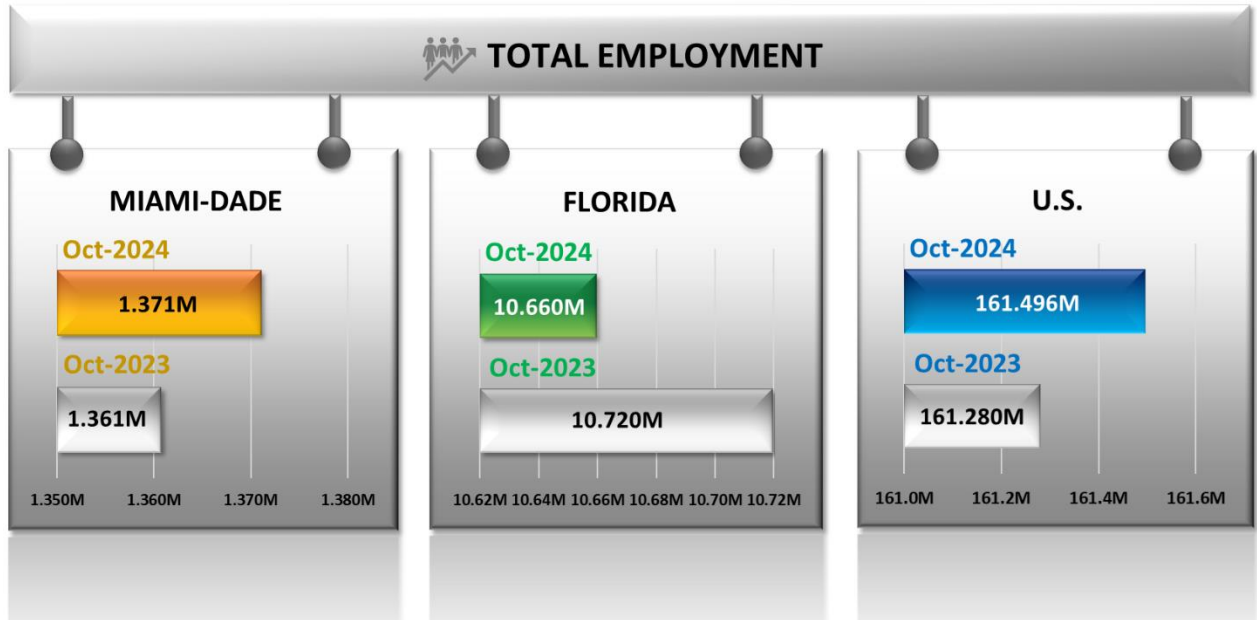 TOTAL EMPLOYMENT
MIAMI-DADE
Oct-2024
1.371M
Oct-2023
1.361M
1.350M 1.360M 1.370M 1.380M
FLORIDA
Oct-2024
10.660M
Oct-2023
10.720M
10.62M 10.64M 10.66M 10.68M 10.70M 10.72M
U.S.
Oct-2024
161.496M
Oct-2023
161.280M
161.0M 161.2M 161.4M 161.6M